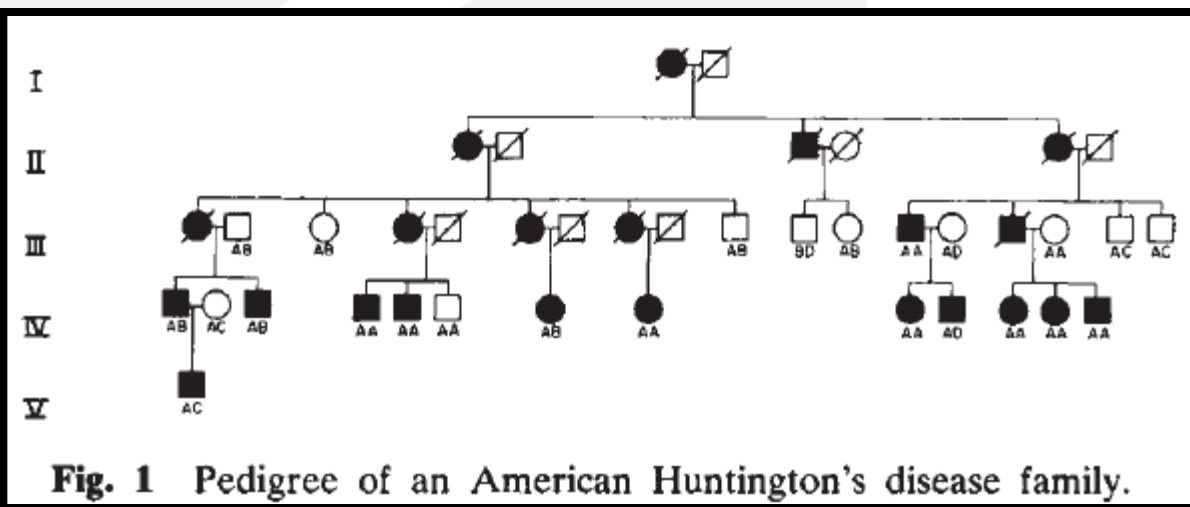 I
II
III
AB
AB
AB
BD
AB
AA
AD
AA
AC
AC
IV
AB
AC
AB
AA
AA
AA
AB
AA
AA
AD
AA
AA
AA
V
AC
Fig. 1 Pedigree of an American Huntington's disease family.